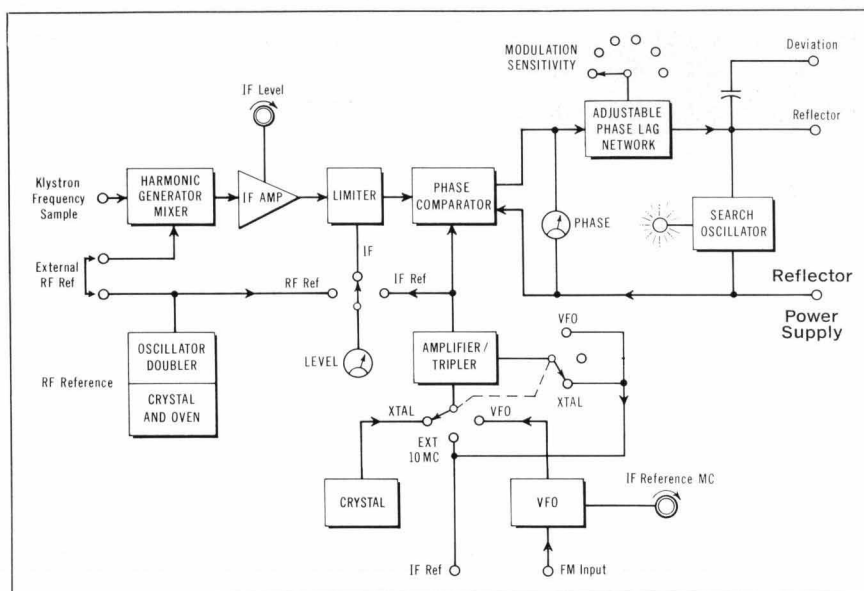 MODULATION
SENSITIVITY
Deviation
IF Level
ADJUSTABLE
PHASE LAG
NETWORK
Reflector
Klystron
Frequency
Sample
HARMONIC
GENERATOR
MIXER
IF AMP
LIMITER
PHASE
COMPARATOR
PHASE
SEARCH
OSCILLATOR
IF
External
RF Ref
RF Ref
IF Ref
Reflector
Power
Supply
VFO
OSCILLATOR
DOUBLER
CRYSTAL
AND OVEN
RF Reference
LEVEL
AMPLIFIER/
TRIPLER
XTAL
XTAL
VFO
EXT
10 MC
CRYSTAL
VFO
IF Reference MC
IF Ref
FM Input